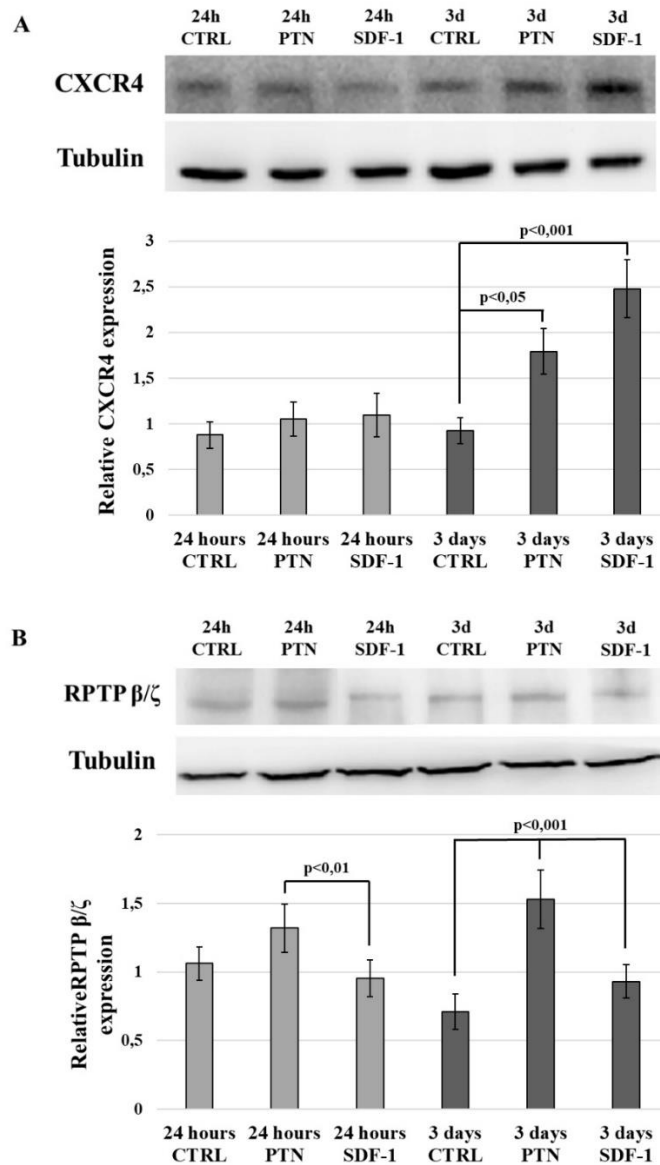 A
24h 24h 24h 3d 3d 3d
CTRL PTN SDF-1 CTRL PTN SDF-1
CXCR4
Tubulin
Relative CXCR4 expression
3
2,5
2
1,5
1
0,5
0
p<0,001
p<0,05
24 hours 24 hours 24 hours 3 days 3 days 3 days
CTRL PTN SDF-1 CTRL PTN SDF-1
B
24h 24h 24h 3d 3d 3d
CTRL PTN SDF-1 CTRL PTN SDF-1
RPTP β/ζ
Tubulin
RelativeRPTP β/ζ
expression
2
1,5
1
0,5
0
p<0,01
p<0,001
24 hours 24 hours 24 hours 3 days 3 days 3 days
CTRL PTN SDF-1 CTRL PTN SDF-1